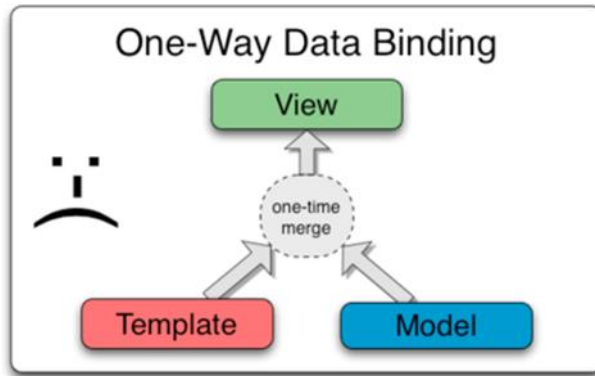 One-Way Data Binding
View
one-time
merge
Template
Model